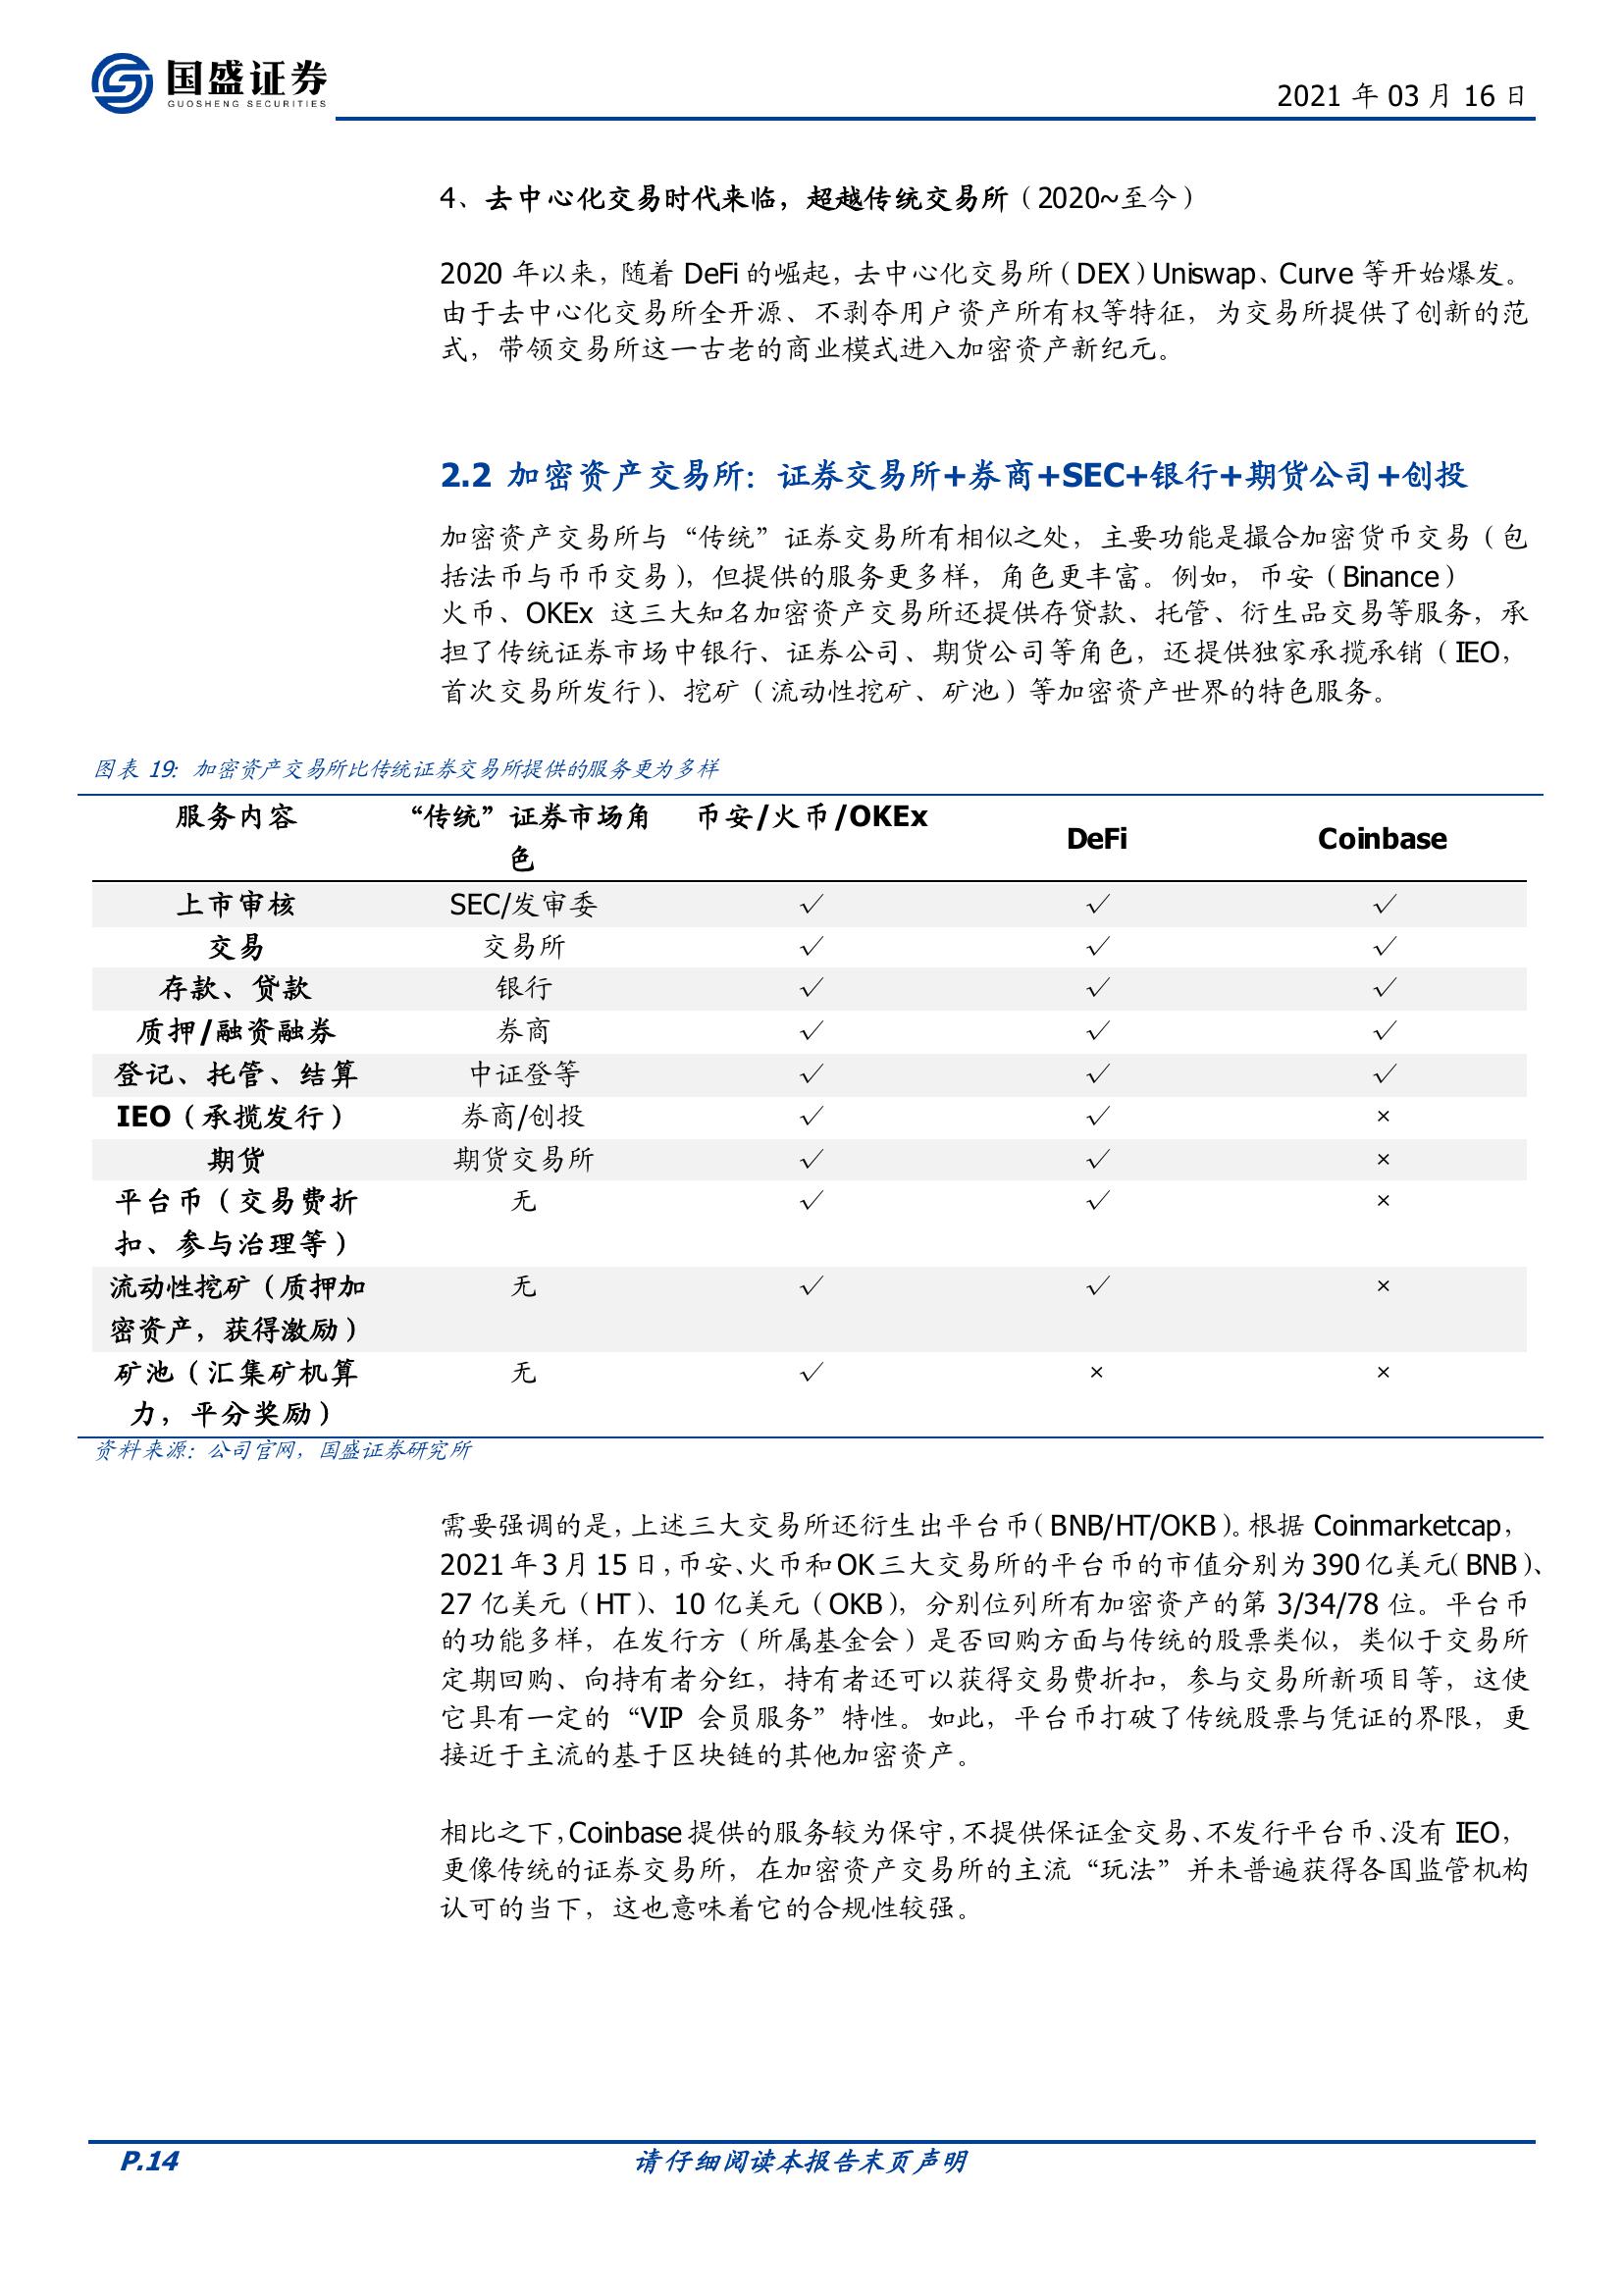 国盛证券
GUOSHENG SECURITIES
2021 年 03 月 16 日
4、去中心化交易时代来临，超越传统交易所（2020~至今）
2020 年以来，随着 DeFi 的崛起，去中心化交易所（DEX）Uniswap、Curve 等开始爆发。
由于去中心化交易所全开源、不剥夺用户资产所有权等特征，为交易所提供了创新的范
式，带领交易所这一古老的商业模式进入加密资产新纪元。
2.2 加密资产交易所：证券交易所+券商+SEC+银行+期货公司+创投
加密资产交易所与“传统”证券交易所有相似之处，主要功能是撮合加密货币交易（包
括法币与币币交易），但提供的服务更多样，角色更丰富。例如，币安（Binance）
火币、OKEx 这三大知名加密资产交易所还提供存贷款、托管、衍生品交易等服务，承
担了传统证券市场中银行、证券公司、期货公司等角色，还提供独家承揽承销（IEO，
首次交易所发行）、挖矿（流动性挖矿、矿池）等加密资产世界的特色服务。
图表 19：加密资产交易所比传统证券交易所提供的服务更为多样
服务内容 “传统”证券市场角 币安/火币/OKEx DeFi Coinbase
色
上市审核 SEC/发审委 √ √ √
交易 交易所 √ √ √
存款、贷款 银行 √ √ √
质押/融资融券 券商 √ √ √
登记、托管、结算 中证登等 √ √ √
IEO（承揽发行） 券商/创投 √ √ ×
期货 期货交易所 √ √ ×
平台币（交易费折 无 √ √ ×
扣、参与治理等）
流动性挖矿（质押加 无 √ √ ×
密资产，获得激励）
矿池（汇集矿机算 无 √ × ×
力，平分奖励）
资料来源：公司官网，国盛证券研究所
需要强调的是，上述三大交易所还衍生出平台币（BNB/HT/OKB）。根据 Coinmarketcap，
2021 年 3 月 15 日，币安、火币和 OK 三大交易所的平台币的市值分别为 390 亿美元（BNB）、
27 亿美元（HT）、10 亿美元（OKB），分别位列所有加密资产的第 3/34/78 位。平台币
的功能多样，在发行方（所属基金会）是否回购方面与传统的股票类似，类似于交易所
定期回购、向持有者分红，持有者还可以获得交易费折扣，参与交易所新项目等，这使
它具有一定的“VIP 会员服务”特性。如此，平台币打破了传统股票与凭证的界限，更
接近于主流的基于区块链的其他加密资产。
相比之下，Coinbase 提供的服务较为保守，不提供保证金交易、不发行平台币、没有 IEO，
更像传统的证券交易所，在加密资产交易所的主流“玩法”并未普遍获得各国监管机构
认可的当下，这也意味着它的合规性较强。
P.14
请仔细阅读本报告末页声明